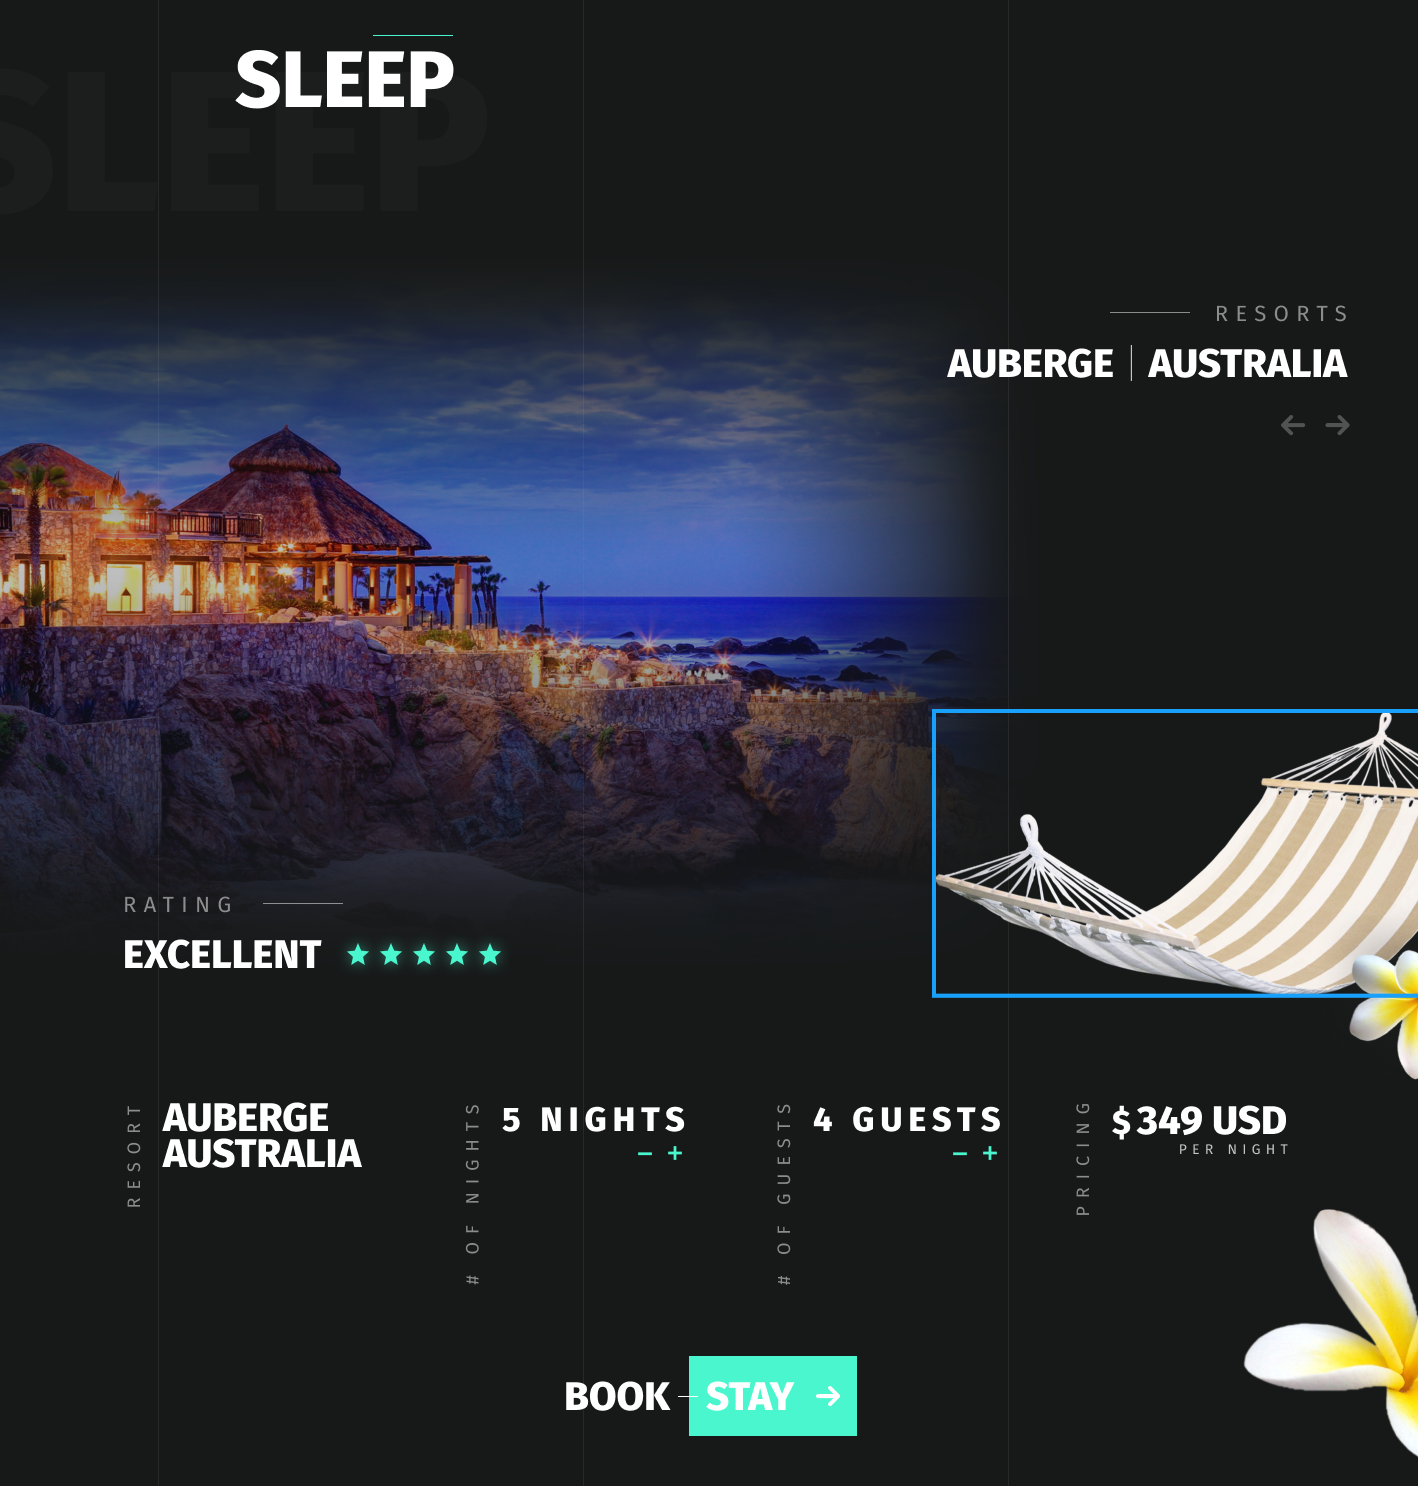 SLEEP
SLEEP
RESORTS
AUBERGE | AUSTRALIA
RATING
EXCELLENT
RESORT
AUBERGE
AUSTRALIA
# OF NIGHTS
5 NIGHTS
– +
# OF GUESTS
4 GUESTS
– +
PRICING
$349 USD
PER NIGHT
BOOK – STAY →